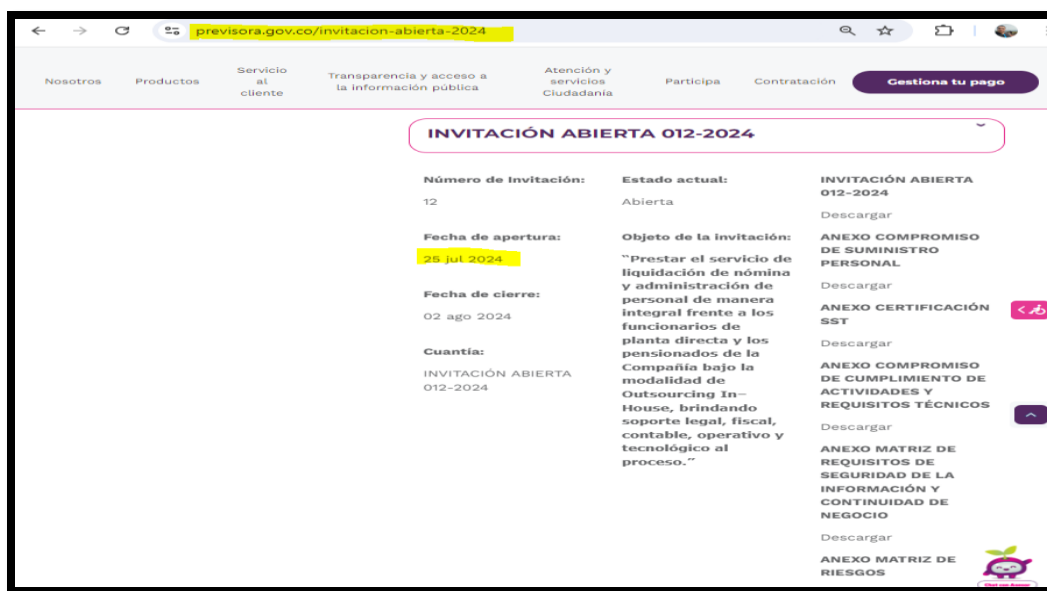 previsora.gov.co/invitacion-abierta-2024
Nosotros
Productos
Servicio
al
cliente
Transparencia y acceso a
la información pública
Atención y
servicios
Ciudadanía
Participa
Contratación
Gestiona tu pago
INVITACIÓN ABIERTA 012-2024
Número de Invitación:
12
Fecha de apertura:
25 jul 2024
Fecha de cierre:
02 ago 2024
Cuantía:
INVITACIÓN ABIERTA
012-2024
Estado actual:
Abierta
Objeto de la invitación:
“Prestar el servicio de
liquidación de nómina
y administración de
personal de manera
integral frente a los
funcionarios de
planta directa y los
pensionados de la
Compañía bajo la
modalidad de
Outsourcing In-
House, brindando
soporte legal, fiscal,
contable, operativo y
tecnológico al
proceso.”
INVITACIÓN ABIERTA
012-2024
Descargar
ANEXO COMPROMISO
DE SUMINISTRO
PERSONAL
Descargar
ANEXO CERTIFICACIÓN
SST
Descargar
ANEXO COMPROMISO
DE CUMPLIMIENTO DE
ACTIVIDADES Y
REQUISITOS TÉCNICOS
Descargar
ANEXO MATRIZ DE
REQUISITOS DE
SEGURIDAD DE LA
INFORMACIÓN Y
CONTINUIDAD DE
NEGOCIO
Descargar
ANEXO MATRIZ DE
RIESGOS